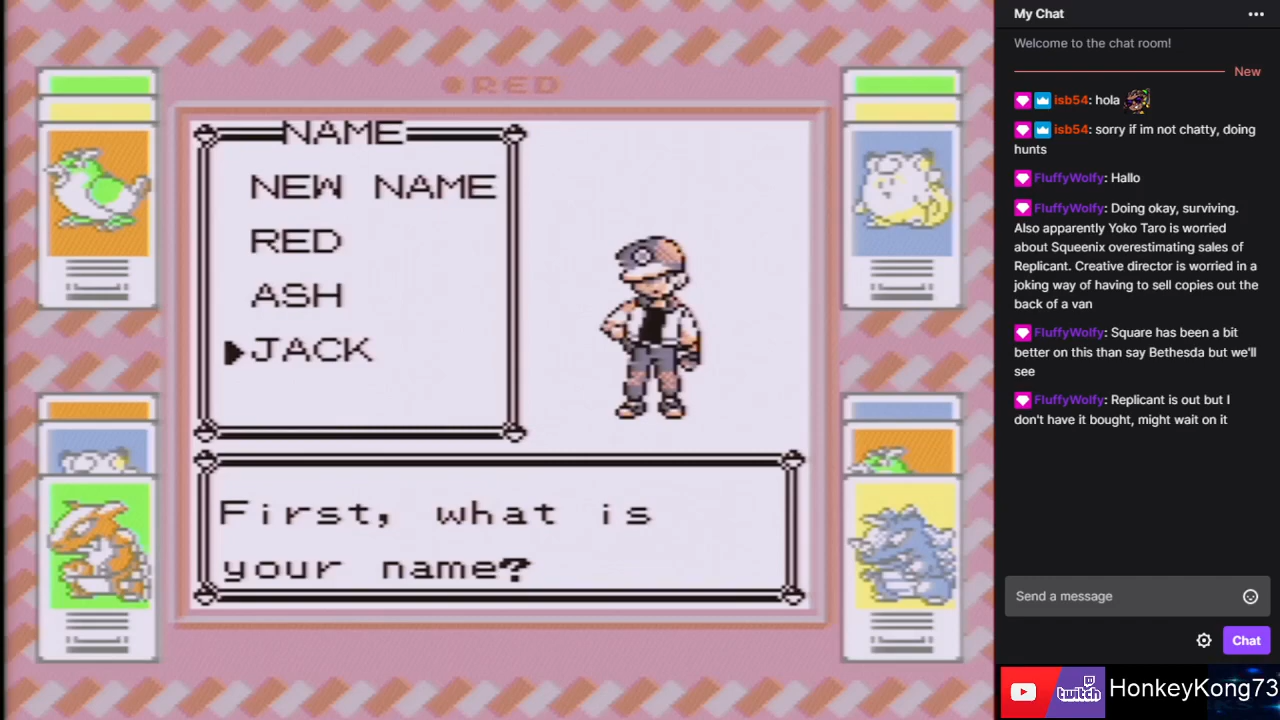 RED
NAME
NEW NAME
RED
ASH
JACK
First, what is
your name?
My Chat
Welcome to the chat room!
New
isb54: hola
isb54: sorry if im not chatty, doing
hunts
FluffyWolfy: Hallo
FluffyWolfy: Doing okay, surviving.
Also apparently Yoko Taro is worried
about Squeenix overestimating sales of
Replicant. Creative director is worried in a
joking way of having to sell copies out the
back of a van
FluffyWolfy: Square has been a bit
better on this than say Bethesda but we'll
see
FluffyWolfy: Replicant is out but I
don't have it bought, might wait on it
Send a message
Chat
twitch
HonkeyKong73